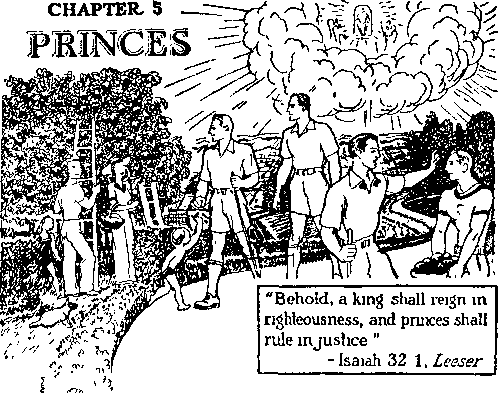 CHAPTER 5
PRINCES
"Behold, a king shall reign in
righteousness, and princes shall
rule in justice "
- Isaiah 32 1, Leeser